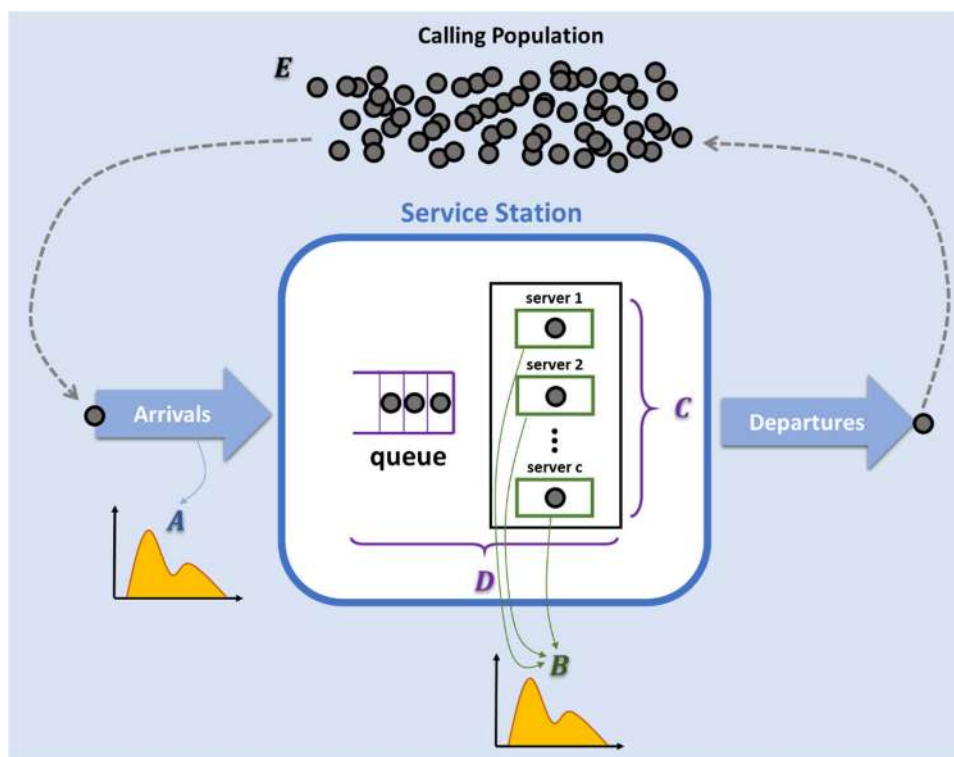 Calling Population
E
Service Station
server 1
server 2
C
Arrivals
Departures
queue
server c
A
D
B